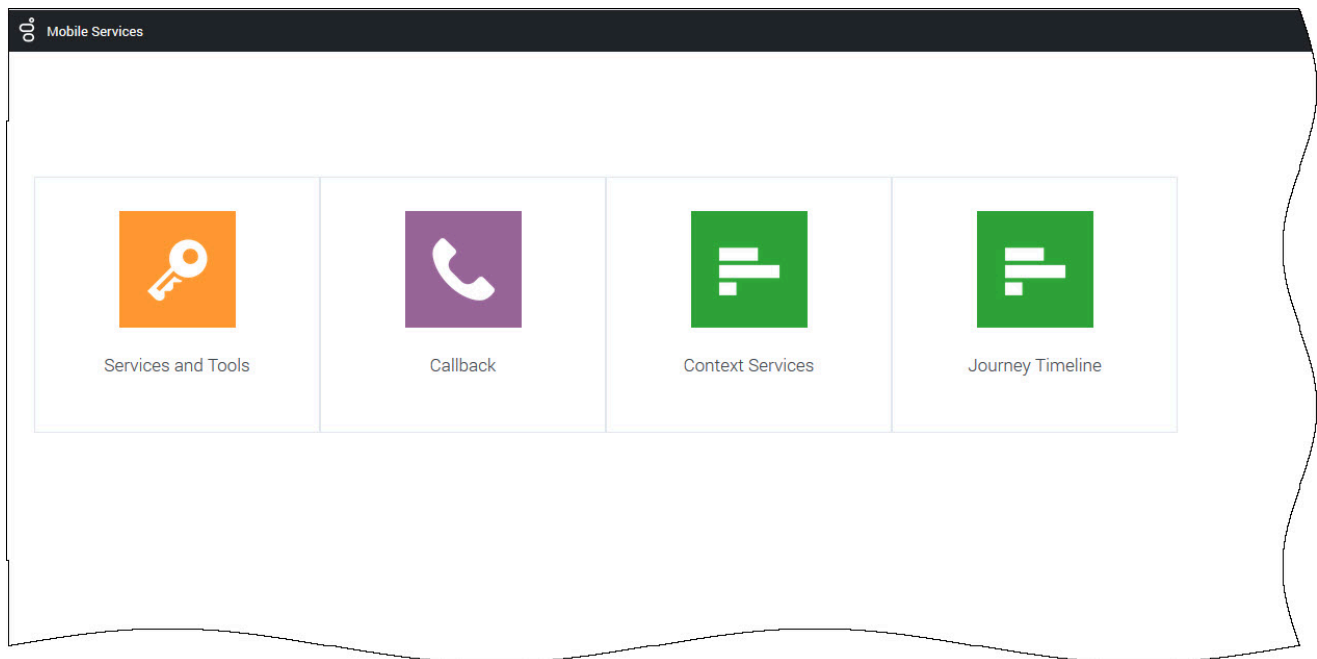 Mobile Services
Services and Tools
Callback
Context Services
Journey Timeline